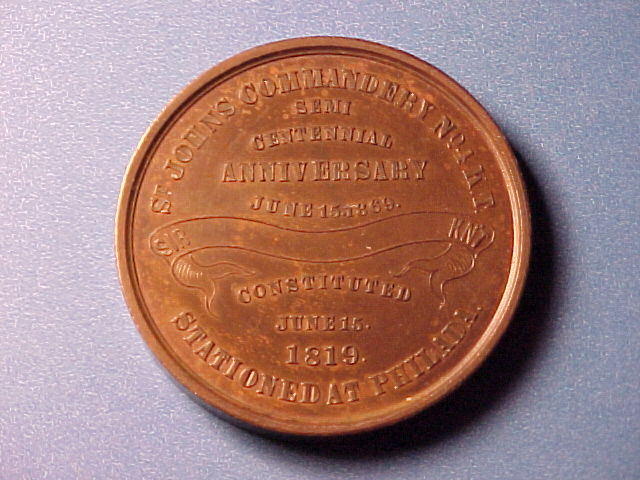 ST JOHNS COMMANDERY NO. 4 K T
SEMI
CENTENNIAL
ANNIVERSARY
JUNE 15. 1869.
SIR KNT
CONSTITUTED
JUNE 15.
1819.
STATIONED AT PHILADA.